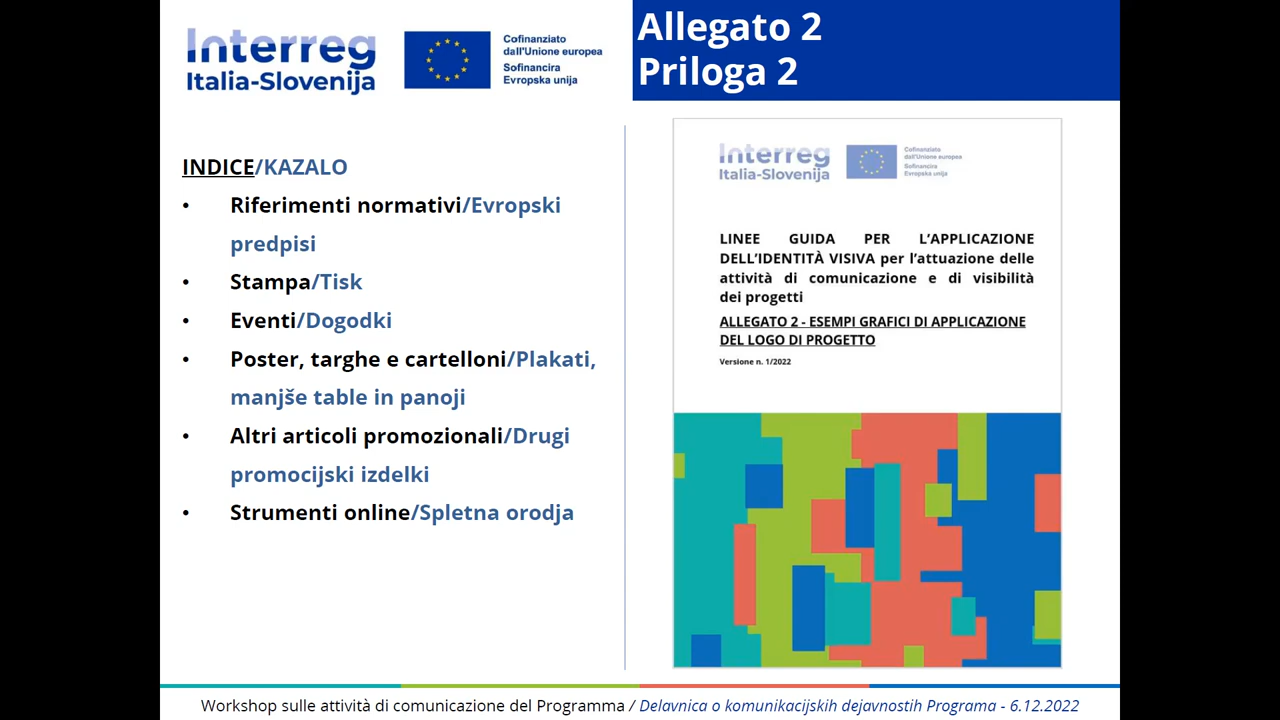 Interreg
Italia-Slovenija
Cofinanziato
dall'Unione europea
Sofinancira
Evropska unija
Allegato 2
Priloga 2
INDICE/KAZALO
• Riferimenti normativi/Evropski
predpisi
• Stampa/Tisk
• Eventi/Dogodki
• Poster, targhe e cartelloni/Plakati,
manjše table in panoji
• Altri articoli promozionali/Drugi
promocijski izdelki
• Strumenti online/Spletna orodja
Interreg
Italia-Slovenija
Cofinanziato
dall'Unione europea
Sofinancira
Evropska unija
LINEE GUIDA PER L'APPLICAZIONE
DELL'IDENTITÀ VISIVA per l'attuazione delle
attività di comunicazione e di visibilità
dei progetti
ALLEGATO 2 - ESEMPI GRAFICI DI APPLICAZIONE
DEL LOGO DI PROGETTO
Versione n. 1/2022
Workshop sulle attività di comunicazione del Programma / Delavnica o komunikacijskih dejavnostih Programa - 6.12.2022